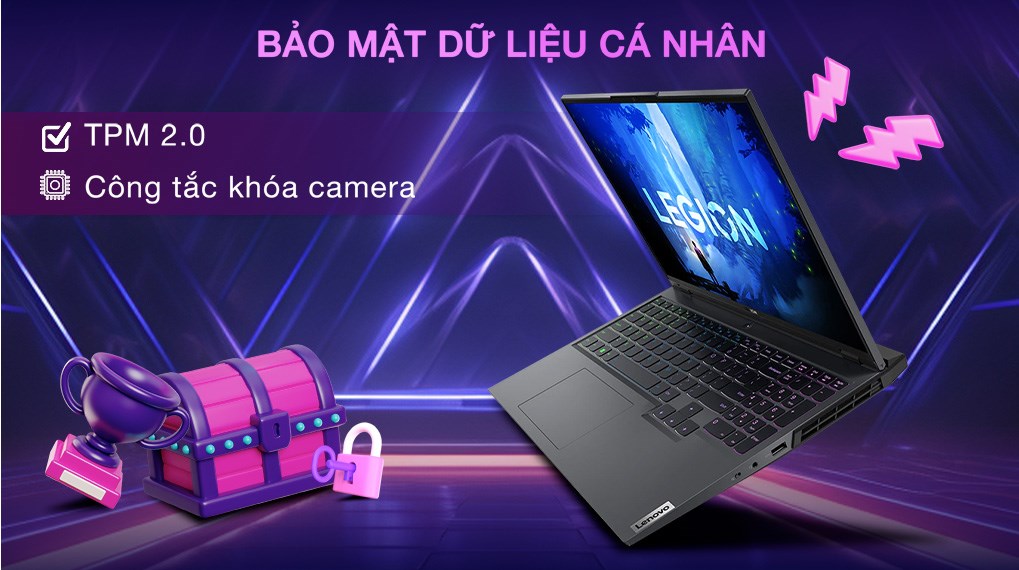 BẢO MẬT DỮ LIỆU CÁ NHÂN
TPM 2.0
Công tắc khóa camera
LEGION
Lenovo